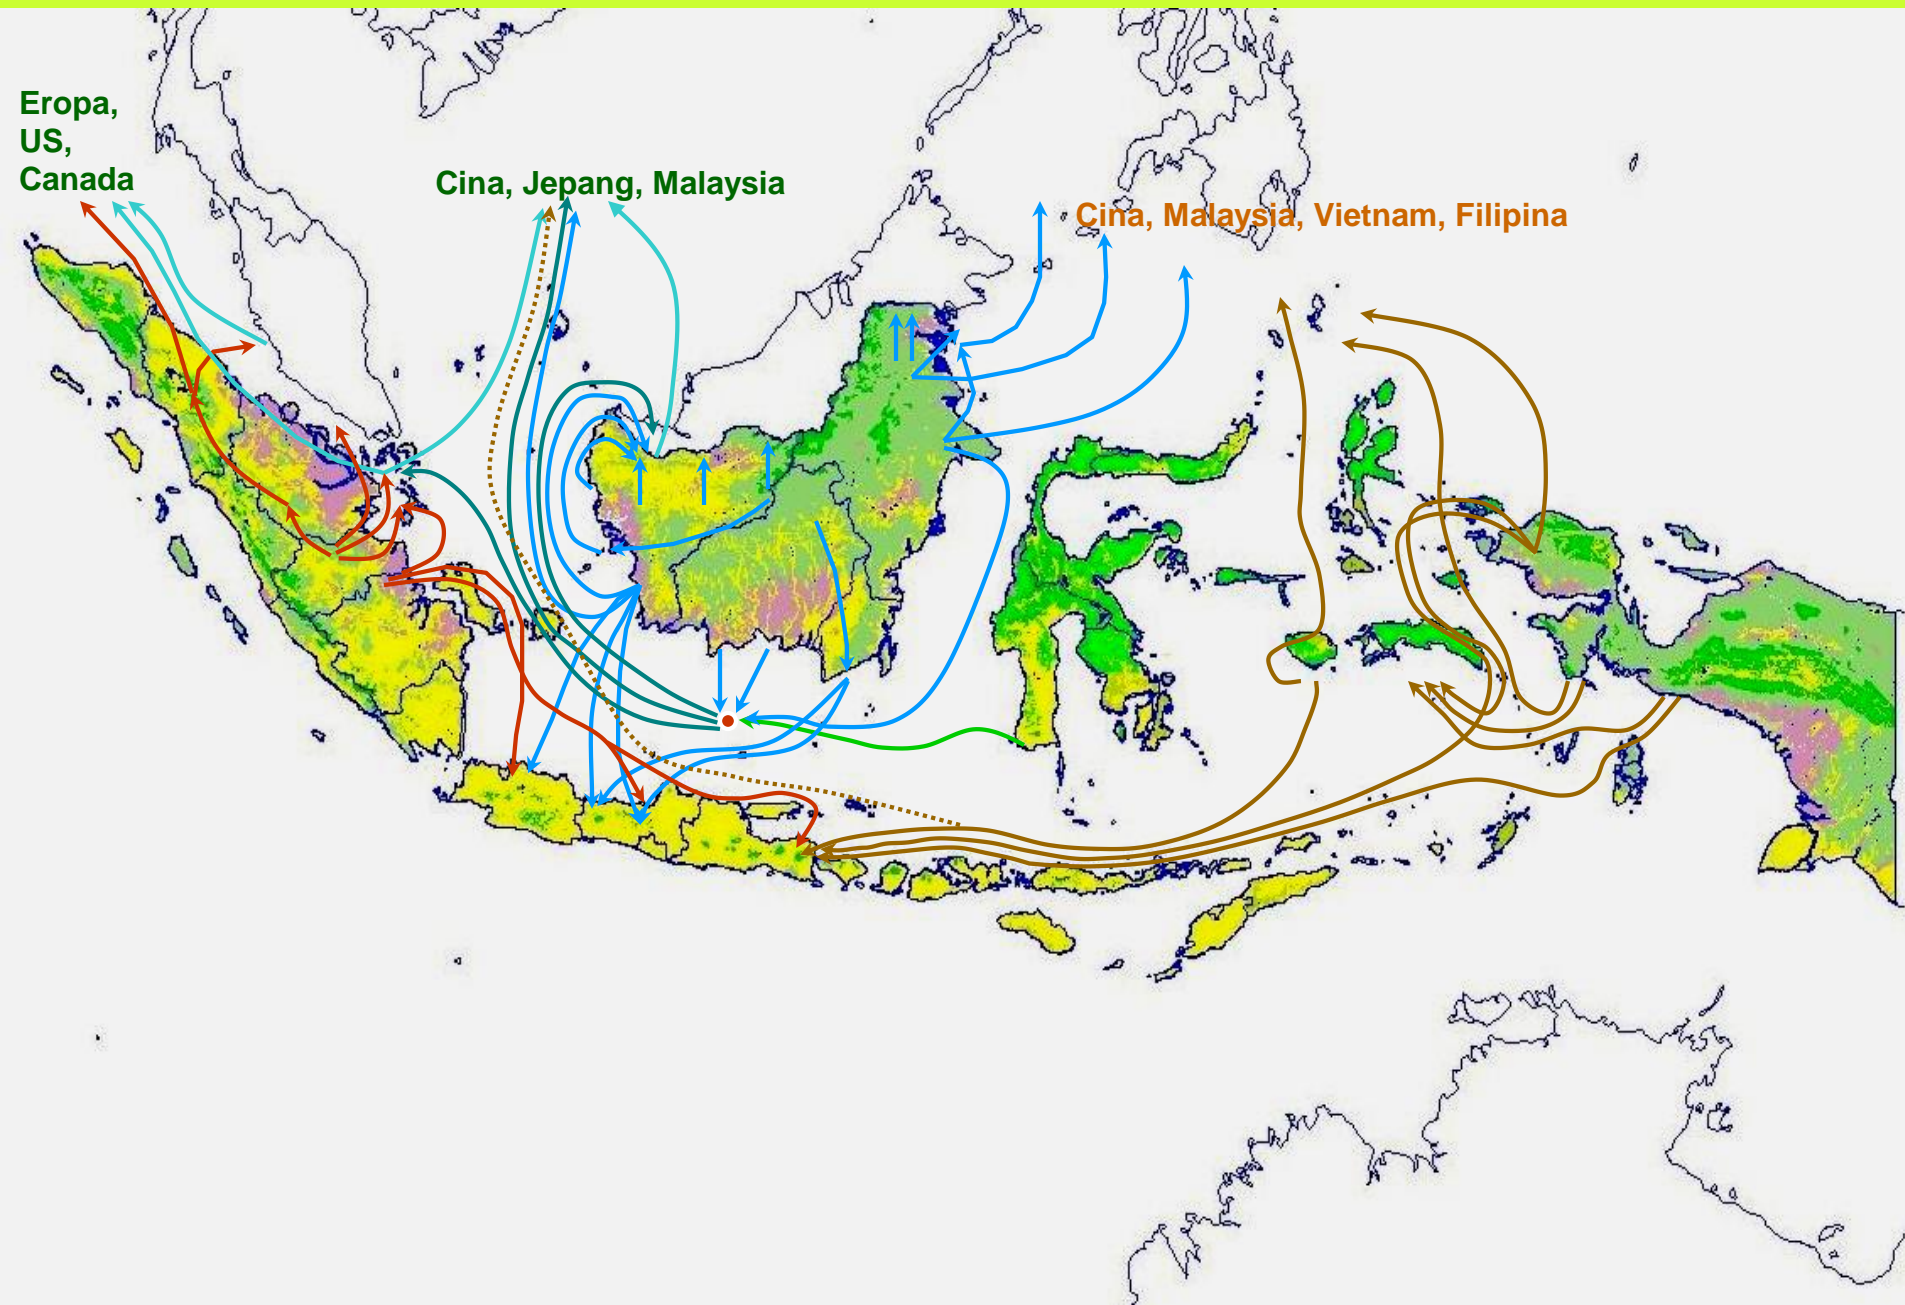 Eropa,
US,
Canada
Cina, Jepang, Malaysia
Cina, Malaysia, Vietnam, Filipina